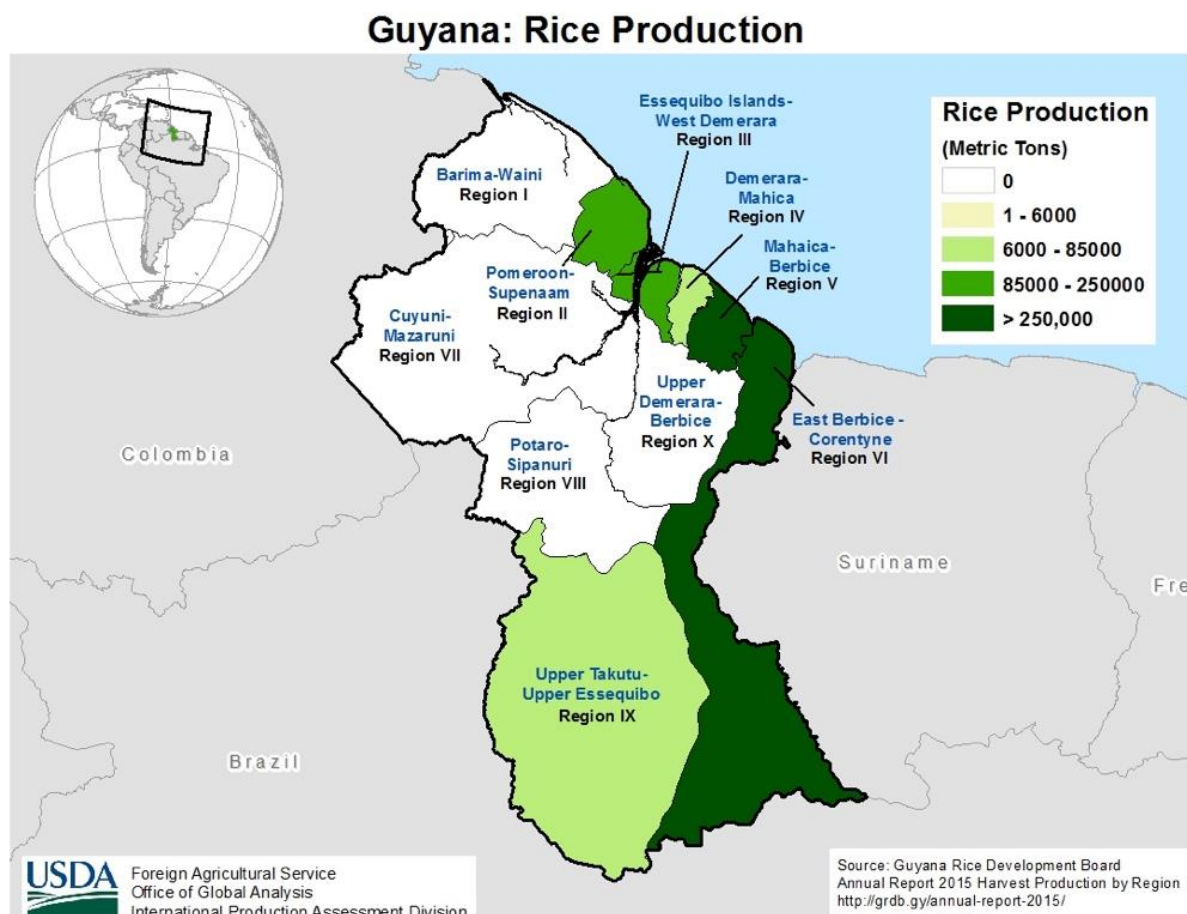 Guyana: Rice Production
Essequibo Islands-
West Demerara
Region III
Barima-Waini
Region I
Demerara-
Mahica
Region IV
Mahaica-
Berbice
Region V
Pomeroon-
Supenaam
Region II
Cuyuni-
Mazaruni
Region VII
Upper
Demerara-
Berbice
Region X
East Berbice -
Corentyne
Region VI
Potaro-
Sipanuri
Region VIII
Upper Takutu-
Upper Essequibo
Region IX
Colombia
Suriname
Fre
Brazil
Rice Production
(Metric Tons)
0
1 - 6000
6000 - 85000
85000 - 250000
> 250,000
USDA
Foreign Agricultural Service
Office of Global Analysis
International Production Assessment Division
Source: Guyana Rice Development Board
Annual Report 2015 Harvest Production by Region
http://grdb.gy/annual-report-2015/